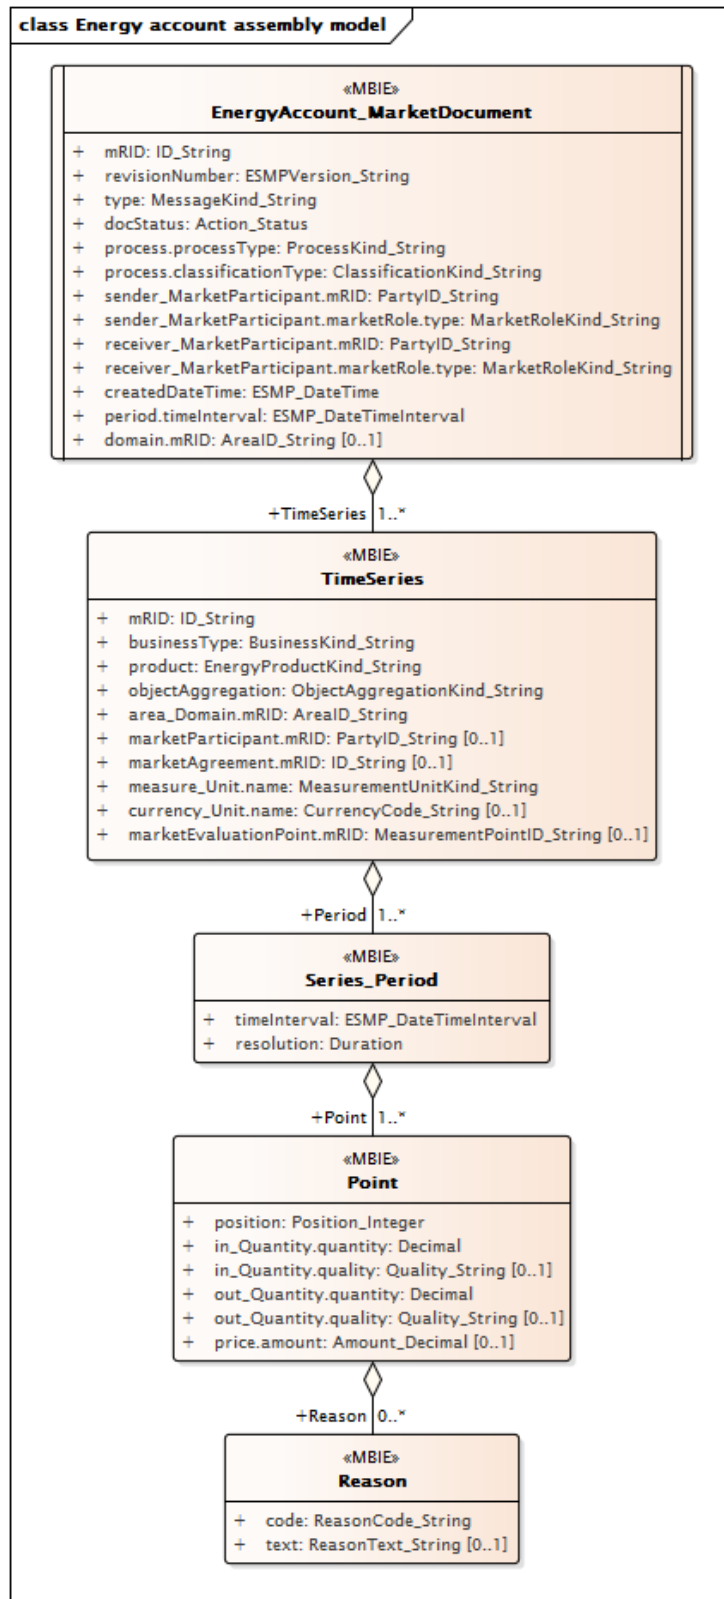 class Energy account assembly model
«MBIE»
EnergyAccount_MarketDocument
+ mRID: ID_String
+ revisionNumber: ESMPVersion_String
+ type: MessageKind_String
+ docStatus: Action_Status
+ process.processType: ProcessKind_String
+ process.classificationType: ClassificationKind_String
+ sender_MarketParticipant.mRID: PartyID_String
+ sender_MarketParticipant.marketRole.type: MarketRoleKind_String
+ receiver_MarketParticipant.mRID: PartyID_String
+ receiver_MarketParticipant.marketRole.type: MarketRoleKind_String
+ createdDateTime: ESMP_DateTime
+ period.timeInterval: ESMP_DateTimeInterval
+ domain.mRID: AreaID_String [0..1]
+TimeSeries 1..*
«MBIE»
TimeSeries
+ mRID: ID_String
+ businessType: BusinessKind_String
+ product: EnergyProductKind_String
+ objectAggregation: ObjectAggregationKind_String
+ area_Domain.mRID: AreaID_String
+ marketParticipant.mRID: PartyID_String [0..1]
+ marketAgreement.mRID: ID_String [0..1]
+ measure_Unit.name: MeasurementUnitKind_String
+ currency_Unit.name: CurrencyCode_String [0..1]
+ marketEvaluationPoint.mRID: MeasurementPointID_String [0..1]
+Period 1..*
«MBIE»
Series_Period
+ timeInterval: ESMP_DateTimeInterval
+ resolution: Duration
+Point 1..*
«MBIE»
Point
+ position: Position_Integer
+ in_Quantity.quantity: Decimal
+ in_Quantity.quality: Quality_String [0..1]
+ out_Quantity.quantity: Decimal
+ out_Quantity.quality: Quality_String [0..1]
+ price.amount: Amount_Decimal [0..1]
+Reason 0..*
«MBIE»
Reason
+ code: ReasonCode_String
+ text: ReasonText_String [0..1]